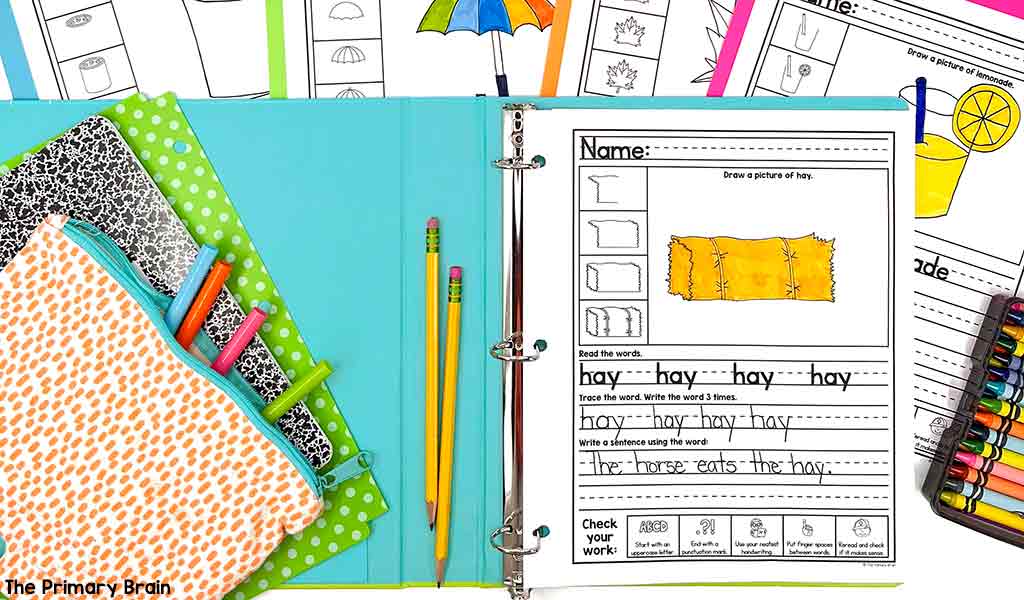 Name:
Draw a picture of lemonade.
Name:
Draw a picture of hay.
Read the words.
hay hay hay hay
Trace the word. Write the word 3 times.
hay hay hay hay
Write a sentence using the word:
The horse eats the hay.
Check your work:
ABCD
Start with an uppercase letter.
.?!
End with a punctuation mark.
Use your neatest handwriting.
Put finger spaces between words.
Reread and check if it makes sense.
The Primary Brain